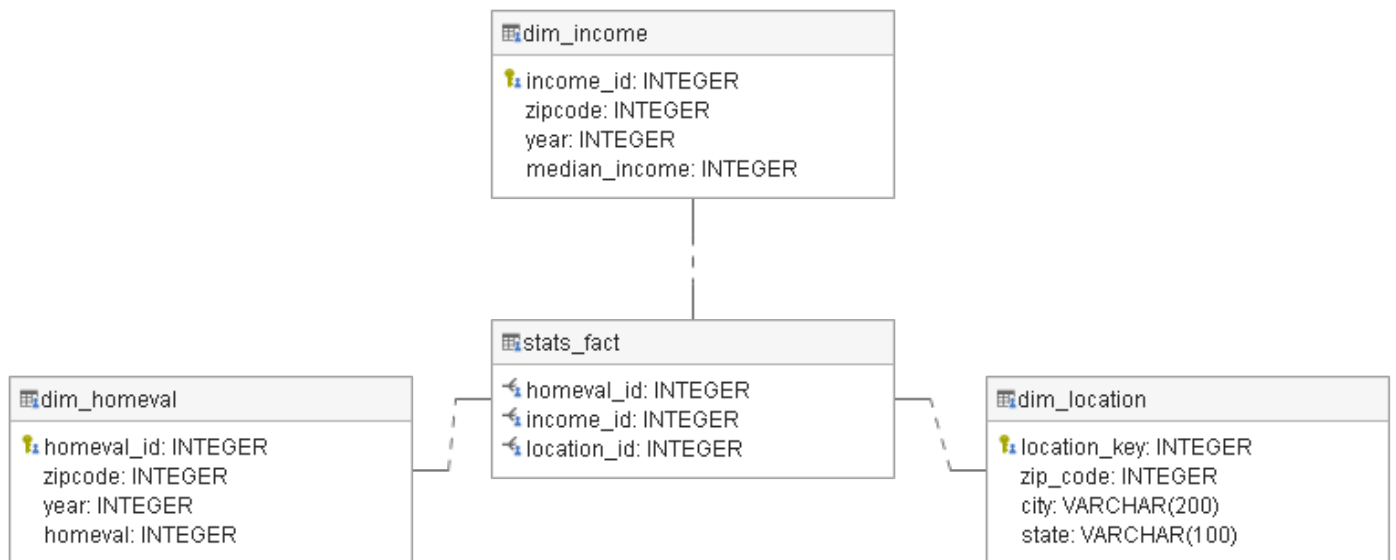 dim_income
income_id: INTEGER
zipcode: INTEGER
year: INTEGER
median_income: INTEGER
stats_fact
homeval_id: INTEGER
income_id: INTEGER
location_id: INTEGER
dim_homeval
homeval_id: INTEGER
zipcode: INTEGER
year: INTEGER
homeval: INTEGER
dim_location
location_key: INTEGER
zip_code: INTEGER
city: VARCHAR(200)
state: VARCHAR(100)